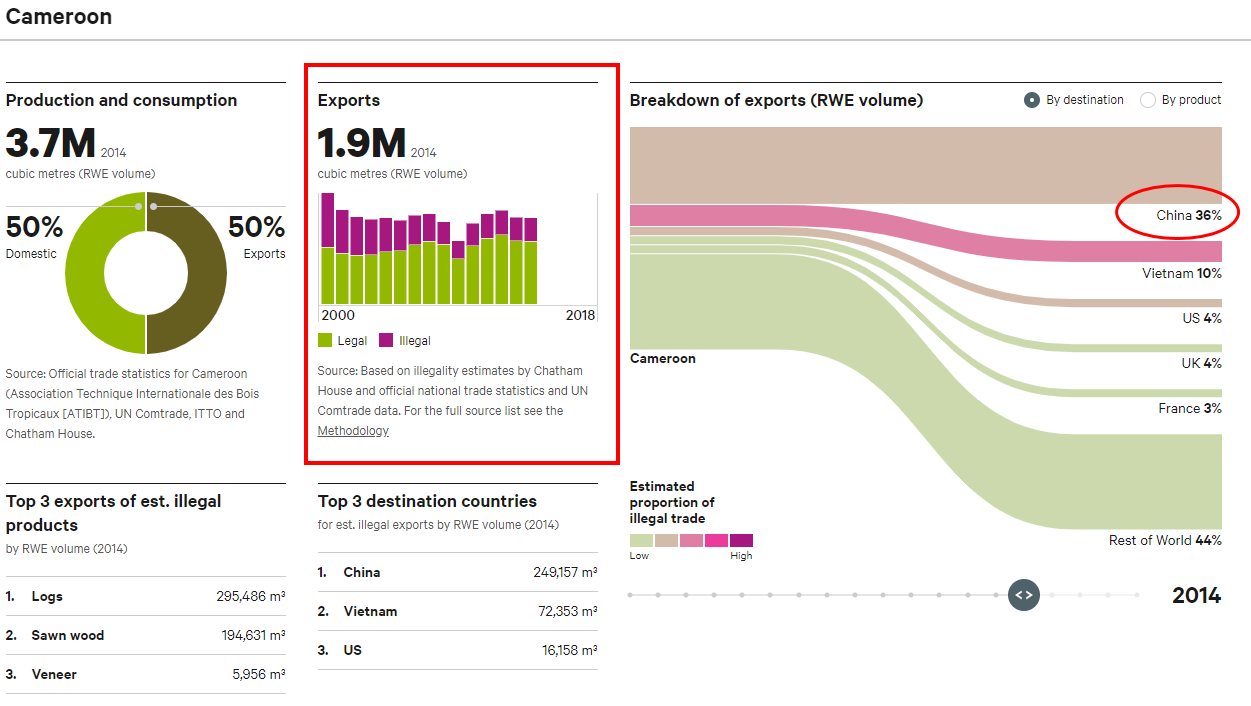 Cameroon
Production and consumption
3.7M 2014
cubic metres (RWE volume)
50%
Domestic
50%
Exports
Source: Official trade statistics for Cameroon
(Association Technique Internationale des Bois
Tropicaux [ATIBT]), UN Comtrade, ITTO and
Chatham House.
Exports
1.9M 2014
cubic metres (RWE volume)
2000
2018
Legal
Illegal
Source: Based on illegality estimates by Chatham
House and official national trade statistics and UN
Comtrade data. For the full source list see the
Methodology
Breakdown of exports (RWE volume)
By destination
By product
China 36%
Vietnam 10%
US 4%
UK 4%
France 3%
Rest of World 44%
Cameroon
Estimated
proportion of
illegal trade
Low
High
<>
2014
Top 3 exports of est. illegal
products
by RWE volume (2014)
1. Logs 295,486 m³
2. Sawn wood 194,631 m³
3. Veneer 5,956 m³
Top 3 destination countries
for est. illegal exports by RWE volume (2014)
1. China 249,157 m³
2. Vietnam 72,353 m³
3. US 16,158 m³